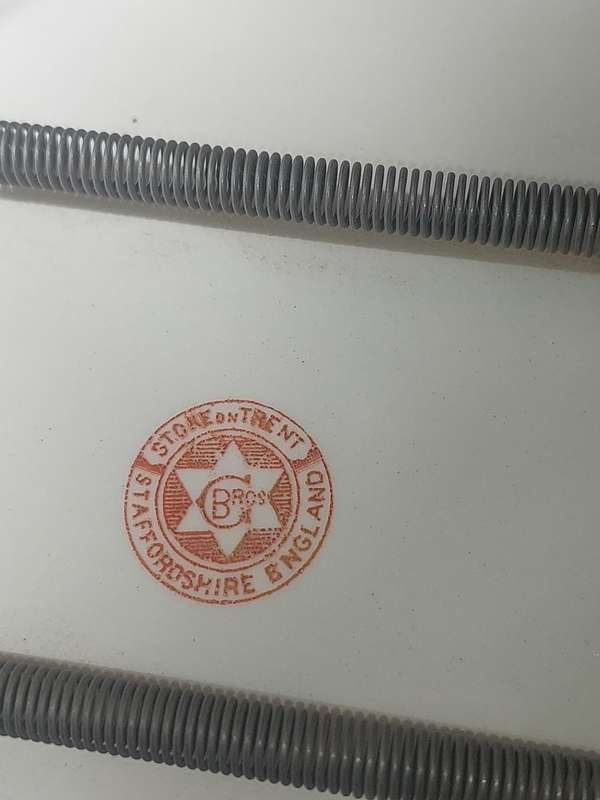 STOKE ON TRENT
G BROS
STAFFORDSHIRE ENGLAND